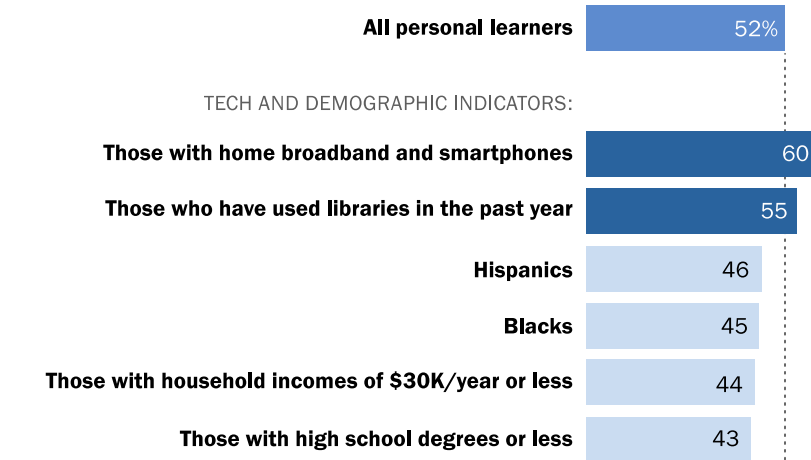 All personal learners 52%
TECH AND DEMOGRAPHIC INDICATORS:
Those with home broadband and smartphones 60
Those who have used libraries in the past year 55
Hispanics 46
Blacks 45
Those with household incomes of $30K/year or less 44
Those with high school degrees or less 43